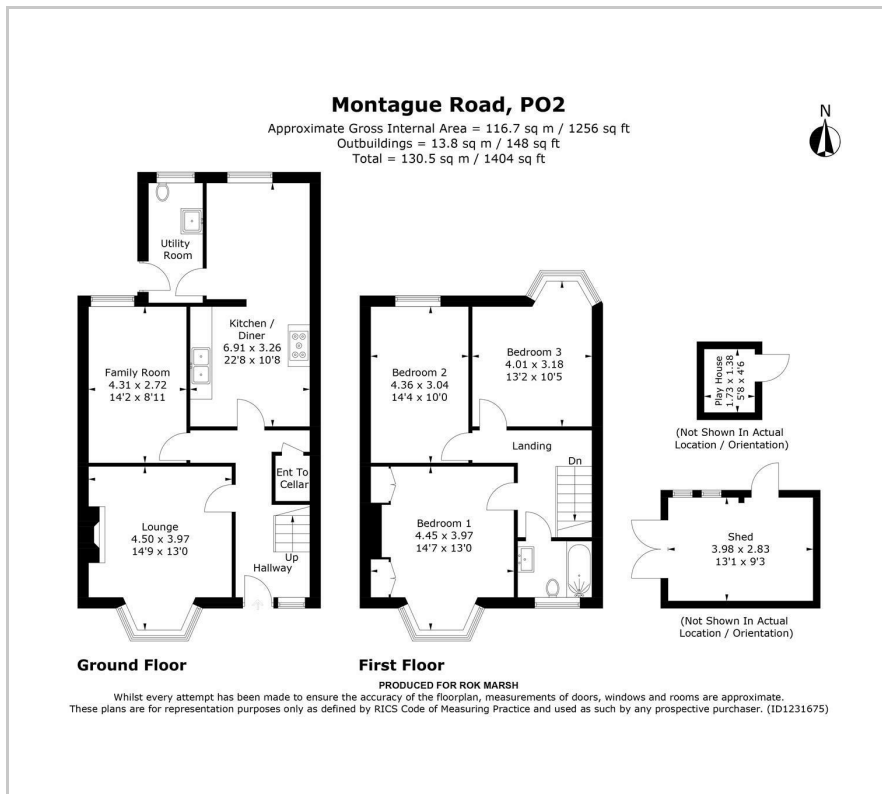 Montague Road, PO2
Approximate Gross Internal Area = 116.7 sq m / 1256 sq ft
Outbuildings = 13.8 sq m / 148 sq ft
Total = 130.5 sq m / 1404 sq ft
N
Utility
Room
Kitchen /
Diner
6.91 x 3.26
22'8 x 10'8
Family Room
4.31 x 2.72
14'2 x 8'11
Ent To
Cellar
Lounge
4.50 x 3.97
14'9 x 13'0
Up
Hallway
Ground Floor
Bedroom 2
4.36 x 3.04
14'4 x 10'0
Bedroom 3
4.01 x 3.18
13'2 x 10'5
Landing
Dn
Bedroom 1
4.45 x 3.97
14'7 x 13'0
First Floor
Play House
1.73 x 1.38
5'8 x 4'6
(Not Shown In Actual
Location / Orientation)
Shed
3.98 x 2.83
13'1 x 9'3
(Not Shown In Actual
Location / Orientation)
PRODUCED FOR ROK MARSH
Whilst every attempt has been made to ensure the accuracy of the floorplan, measurements of doors, windows and rooms are approximate.
These plans are for representation purposes only as defined by RICS Code of Measuring Practice and used as such by any prospective purchaser. (ID1231675)